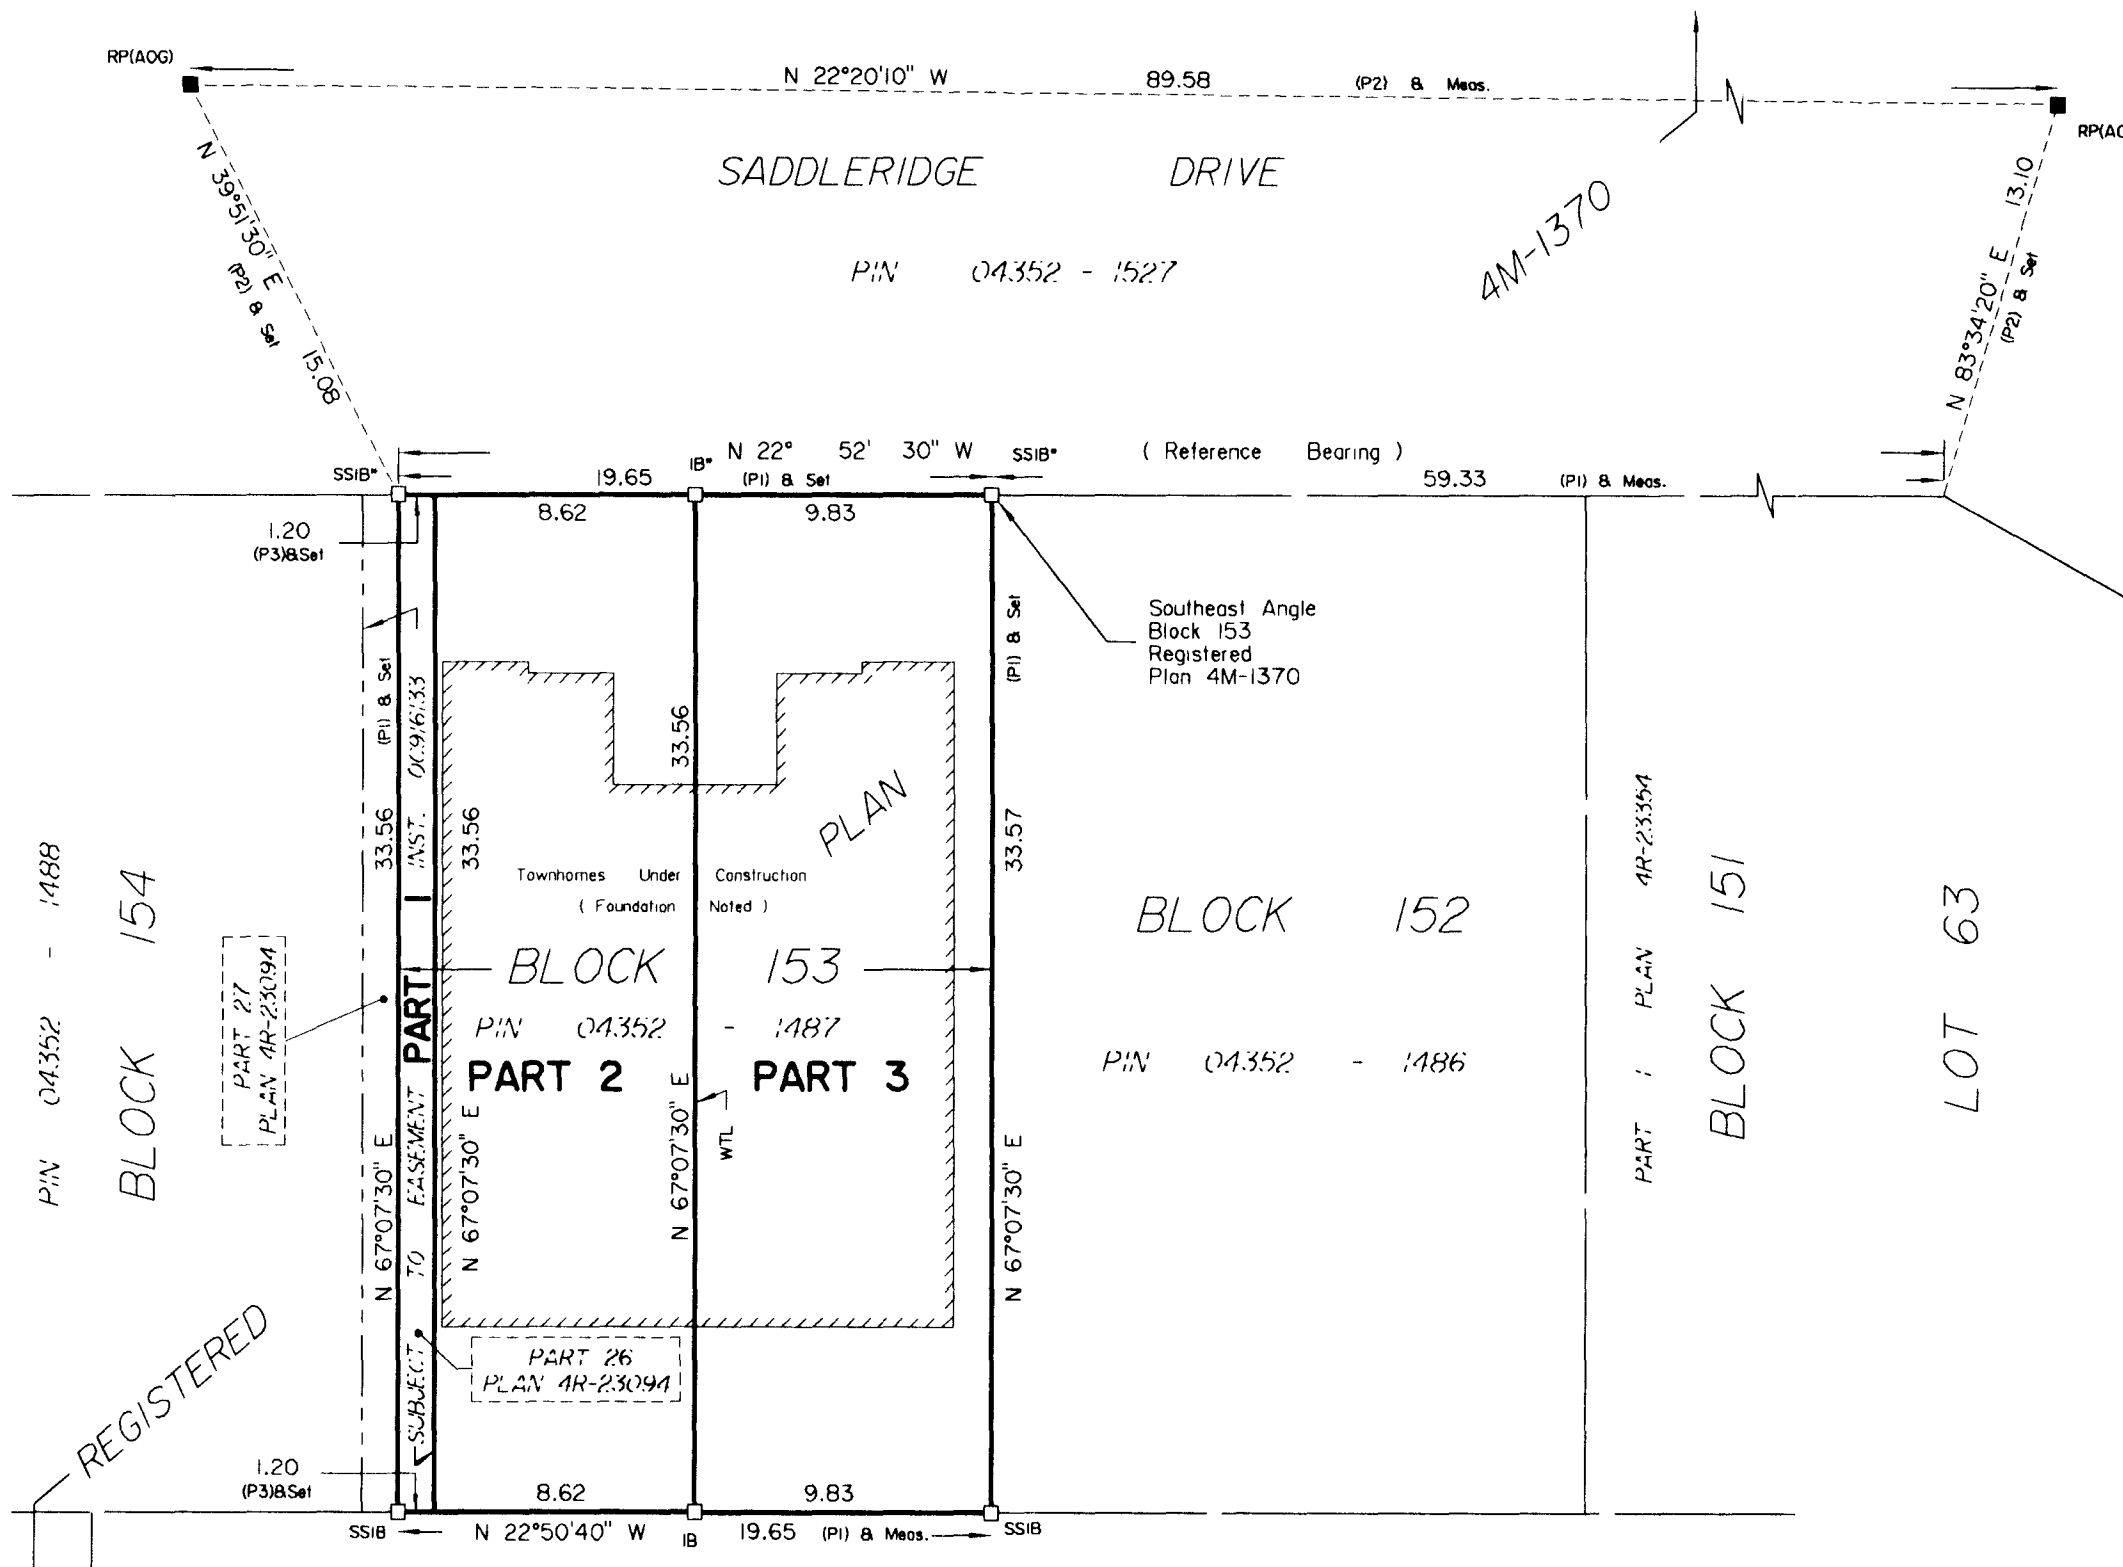 RP(AOG)
N 22°20'10" W 89.58 (P2) & Meas.
N
RP(AO
SADDLERIDGE DRIVE
PIN 04352 - 1527
4M-1370
N 39°51'30" E
(P2) & Set
15.08
13.10
N 83°34'20" E
(P2) & Set
N 22° 52' 30" W ( Reference Bearing )
SSIB*
IB*
SSIB*
19.65 (P1) & Set
59.33 (P1) & Meas.
8.62
9.83
1.20
(P3)&Set
Southeast Angle
Block 153
Registered
Plan 4M-1370
(P1) & Set
33.56
N 67°07'30" E
SUBJECT TO EASEMENT INST. OC916133
PART 1
33.56
N 67°07'30" E
33.56
N 67°07'30" E
WTL
PLAN
(P1) & Set
33.57
N 67°07'30" E
Townhomes Under Construction
( Foundation Noted )
BLOCK 153
PIN 04352 - 1487
PART 2
PART 3
BLOCK 152
PIN 04352 - 1486
PART 1 PLAN 4R-23354
BLOCK 151
LOT 63
PIN 04352 - 1488
BLOCK 154
PART 27
PLAN 4R-23094
PART 26
PLAN 4R-23094
REGISTERED
1.20
(P3)&Set
8.62
9.83
SSIB
N 22°50'40" W
IB
19.65 (P1) & Meas.
SSIB